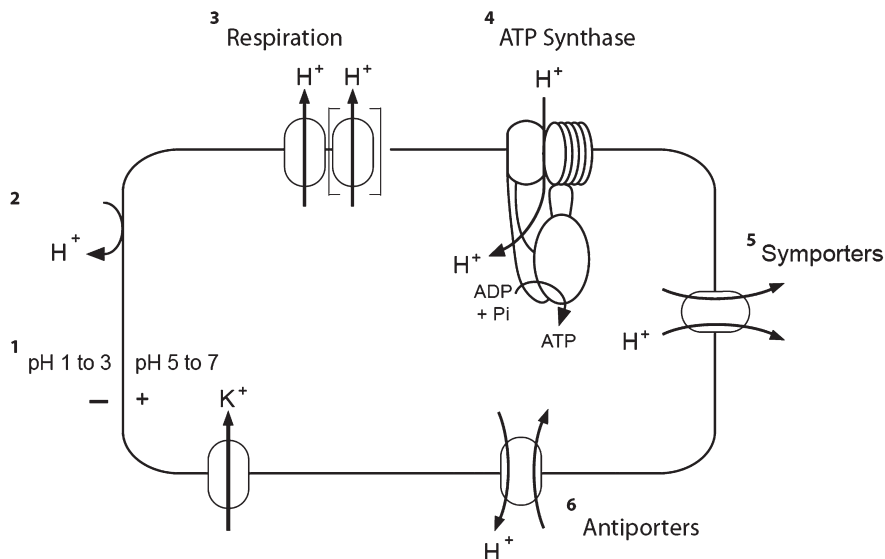 3 Respiration
H+ H+
4 ATP Synthase
H+
2
H+
H+
ADP
+ Pi
ATP
5 Symporters
H+
1 pH 1 to 3 pH 5 to 7
– +
K+
6 Antiporters
H+